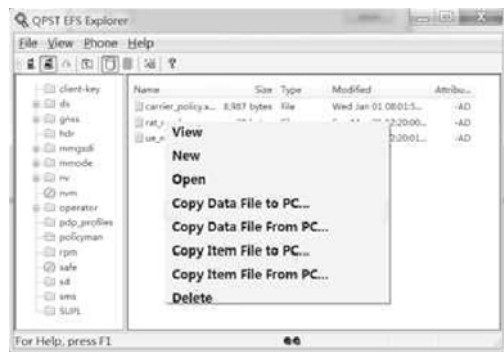 QPST EFS Explorer
File View Phone Help
client-key
ds
gnss
hdr
mmgsdi
mmode
nv
nvm
operator
pdp_profiles
policyman
rpm
safe
sd
sms
SUPL
Name Size Type Modified Attribu...
carrier_policy.x... 8,987 bytes File Wed Jan 01 08:01:5... -AD
-AD
-AD
View
New
Open
Copy Data File to PC...
Copy Data File From PC...
Copy Item File to PC...
Copy Item File From PC...
Delete
For Help, press F1